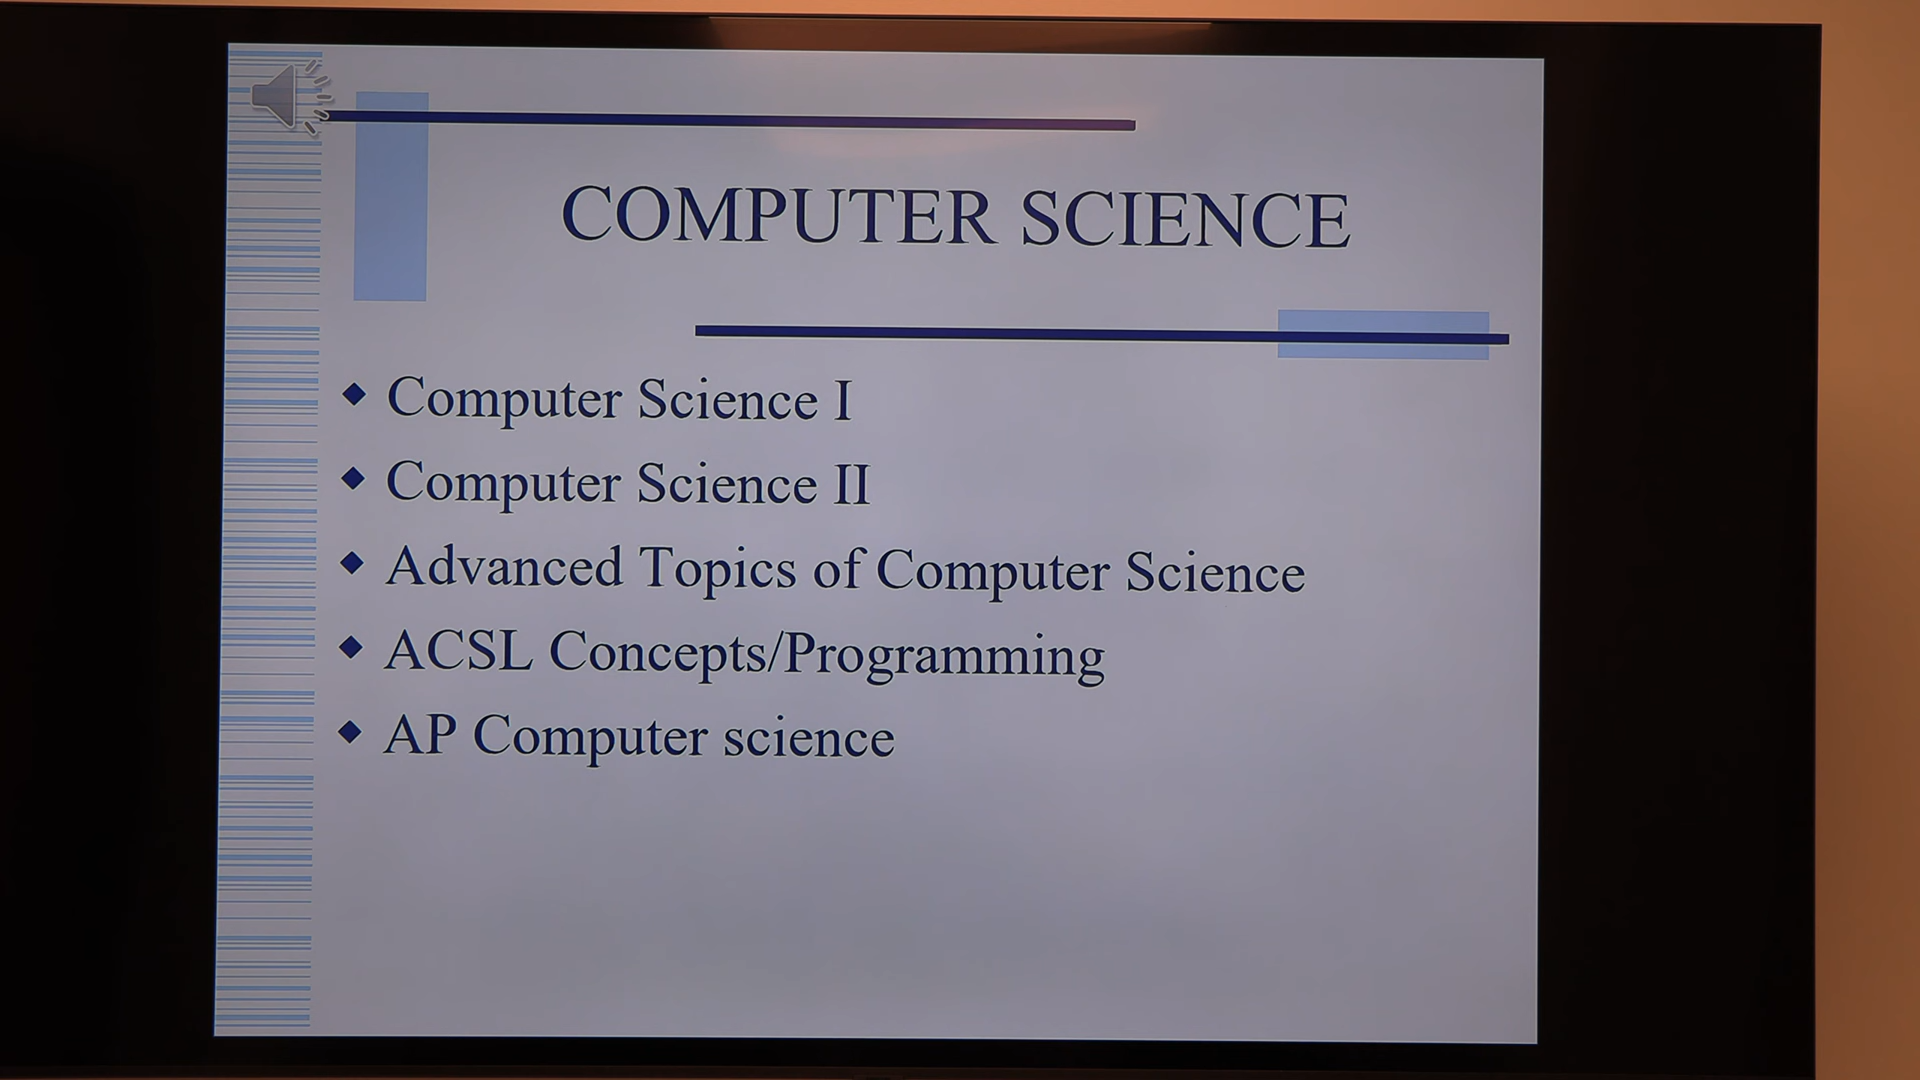 COMPUTER SCIENCE
Computer Science I
Computer Science II
Advanced Topics of Computer Science
ACSL Concepts/Programming
AP Computer science